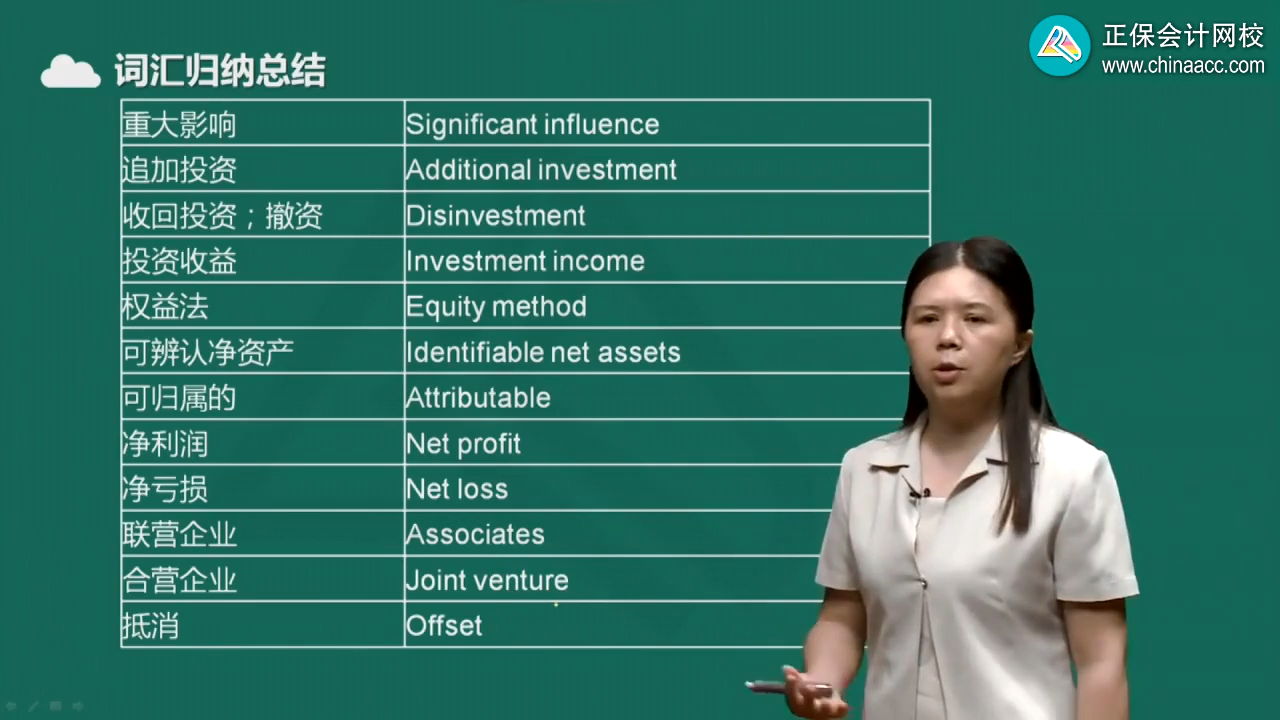 正保会计网校
www.chinaacc.com
词汇归纳总结
重大影响 Significant influence
追加投资 Additional investment
收回投资；撤资 Disinvestment
投资收益 Investment income
权益法 Equity method
可辨认净资产 Identifiable net assets
可归属的 Attributable
净利润 Net profit
净亏损 Net loss
联营企业 Associates
合营企业 Joint venture
抵消 Offset